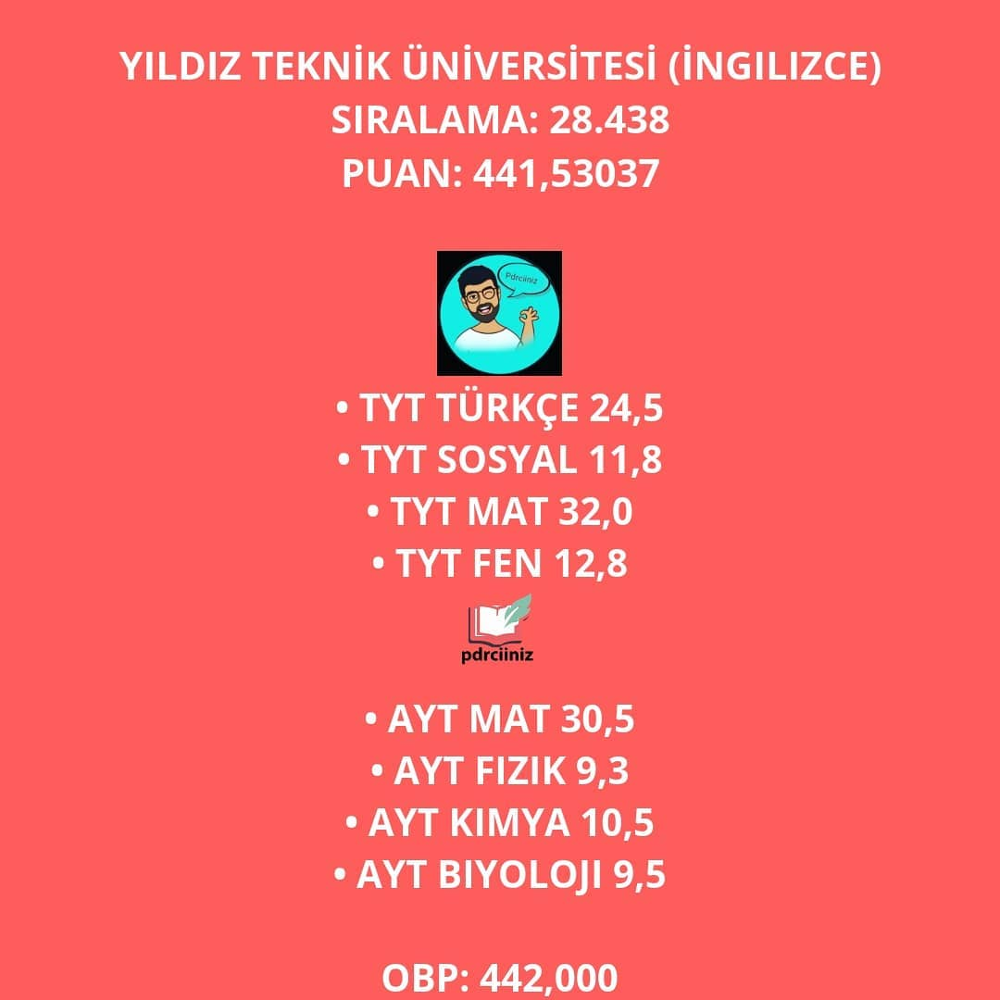 YILDIZ TEKNİK ÜNİVERSİTESİ (İNGILIZCE)
SIRALAMA: 28.438
PUAN: 441,53037
Pdrciiniz
• TYT TÜRKÇE 24,5
• TYT SOSYAL 11,8
• TYT MAT 32,0
• TYT FEN 12,8
pdrciiniz
• AYT MAT 30,5
• AYT FIZIK 9,3
• AYT KIMYA 10,5
• AYT BIYOLOJI 9,5
OBP: 442,000